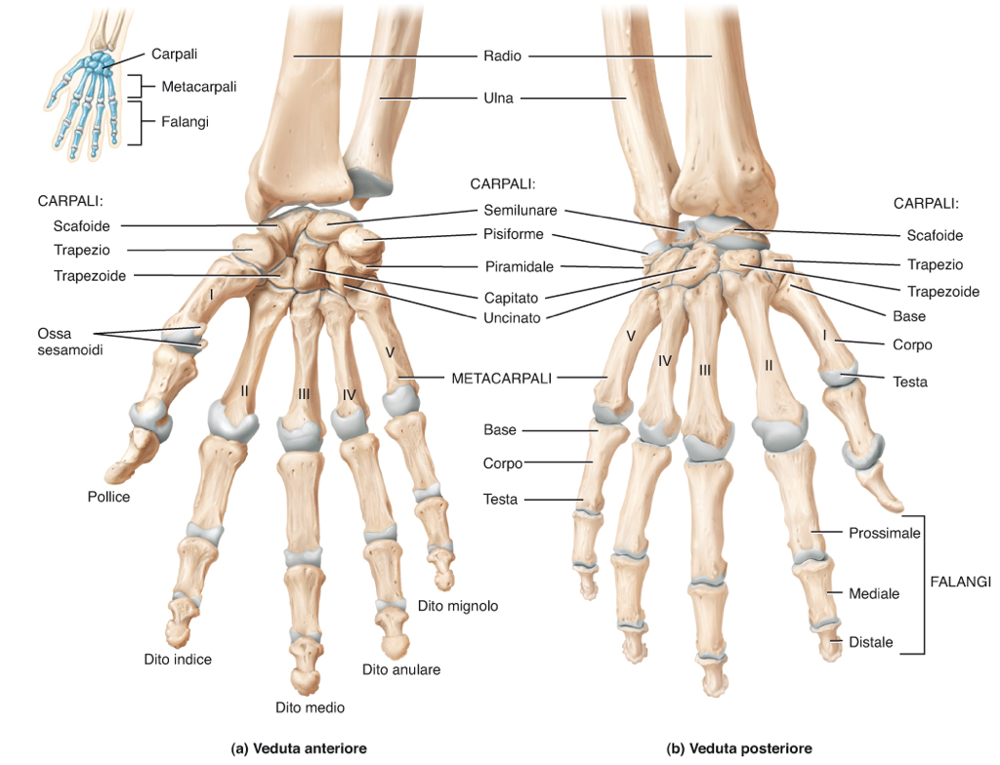 Carpali
Metacarpali
Falangi
Radio
Ulna
CARPALI:
Scafoide
Trapezio
Trapezoide
I
Ossa
sesamoidi
II
III
IV
V
Pollice
Dito indice
Dito medio
Dito anulare
Dito mignolo
CARPALI:
Semilunare
Pisiforme
Piramidale
Capitato
Uncinato
METACARPALI
Base
Corpo
Testa
V
IV
III
II
I
CARPALI:
Scafoide
Trapezio
Trapezoide
Base
Corpo
Testa
Prossimale
Mediale
Distale
FALANGI
(a) Veduta anteriore
(b) Veduta posteriore